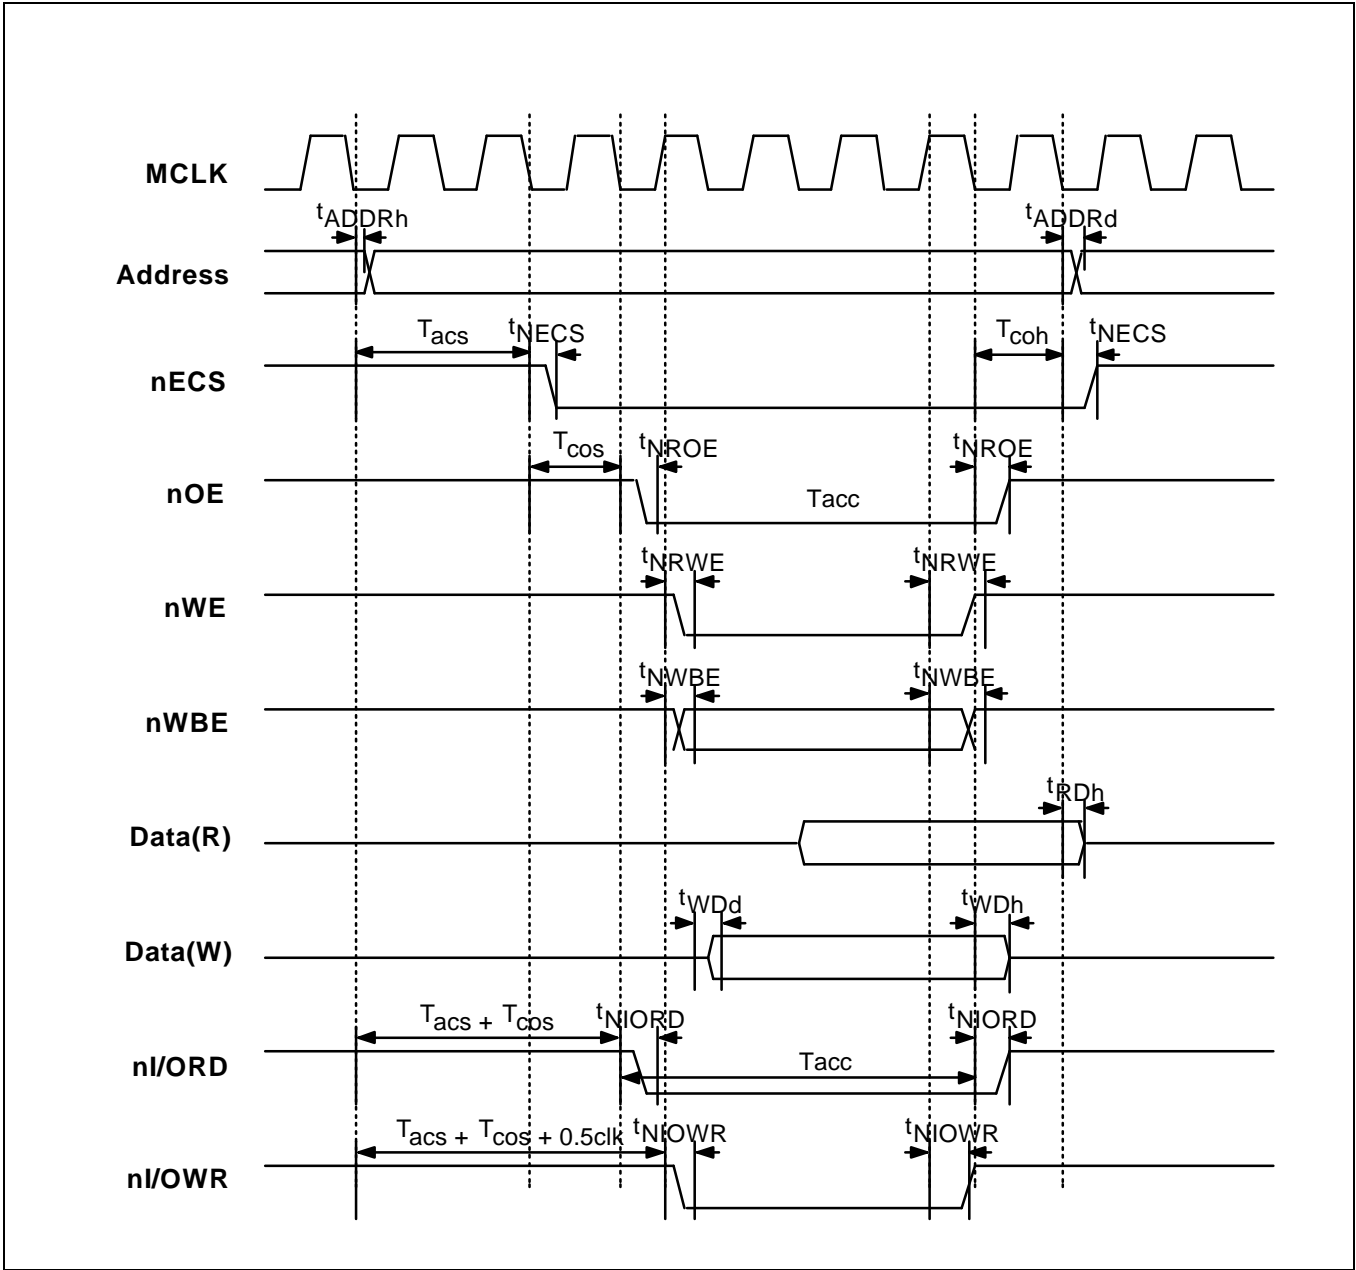 MCLK
tADDRh tADDRd
Address
Tacs tNECS Tcoh tNECS
nECS
Tcos tNROE tNROE
nOE Tacc
tNRWE tNRWE
nWE
tNWBE tNWBE
nWBE
tRDh
Data(R)
tWDd tWDh
Data(W)
Tacs + Tcos tNIORD tNIORD
nI/ORD Tacc
Tacs + Tcos + 0.5clk tNIOWR tNIOWR
nI/OWR